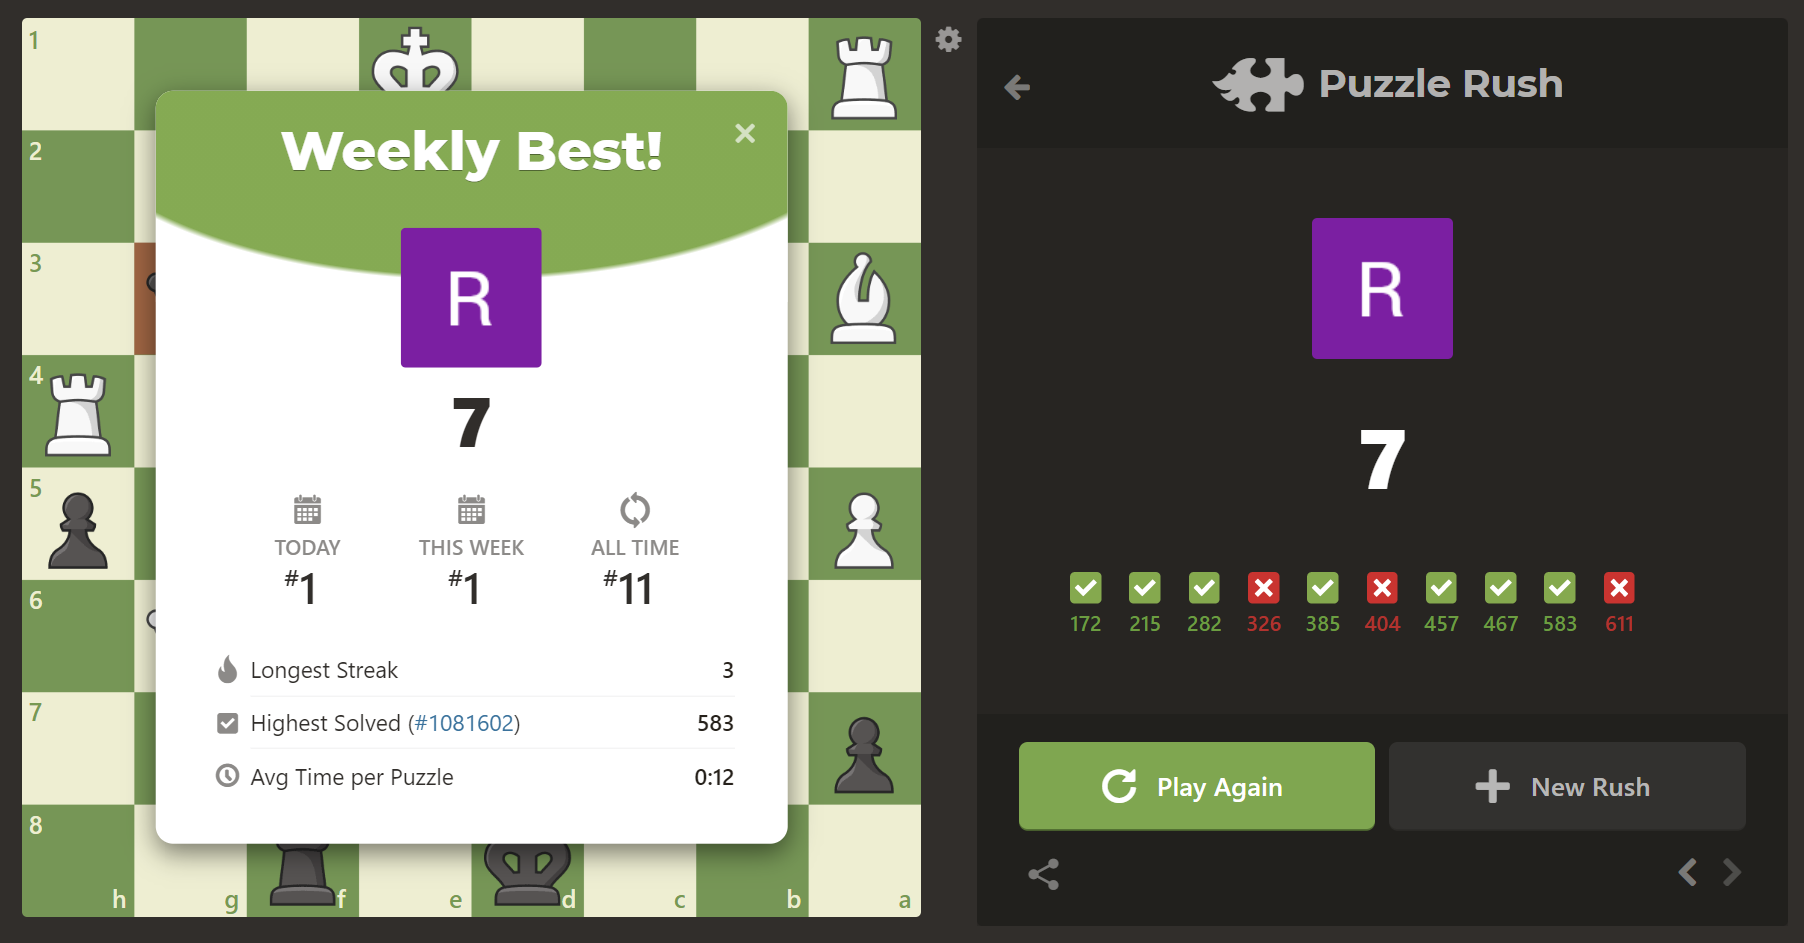 1
2
3
4
5
6
7
8
h g f e d c b a
Weekly Best!
R
7
TODAY THIS WEEK ALL TIME
#1 #1 #11
Longest Streak 3
Highest Solved (#1081602) 583
Avg Time per Puzzle 0:12
Puzzle Rush
R
7
172 215 282 326 385 404 457 467 583 611
Play Again New Rush